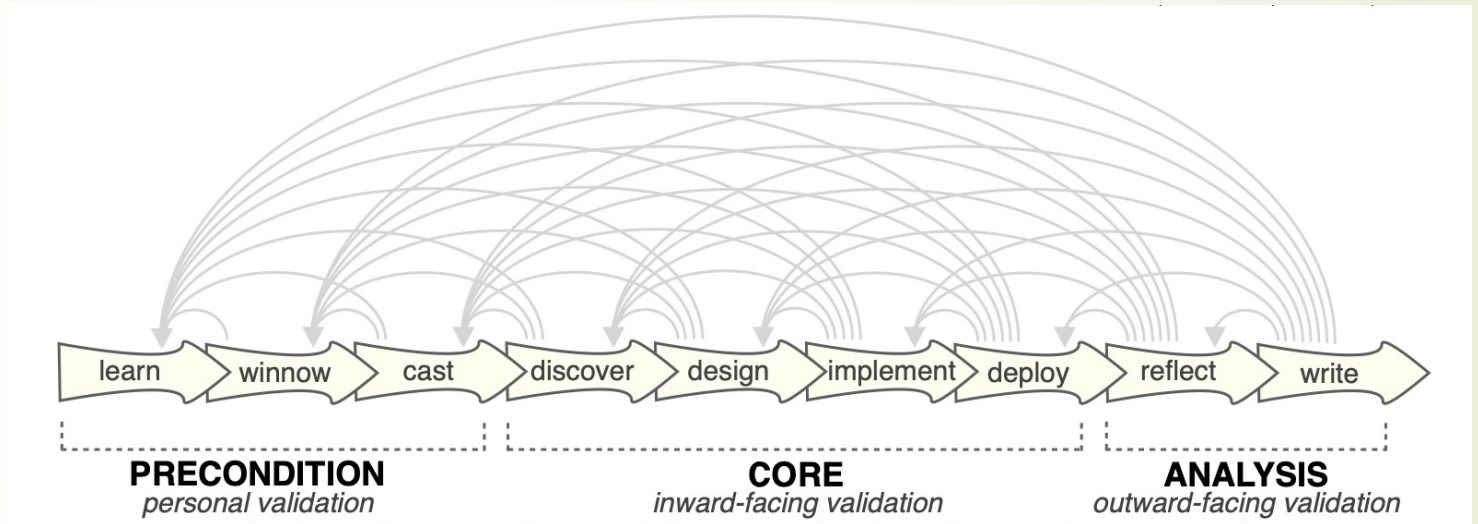 learn winnow cast discover design implement deploy reflect write
PRECONDITION CORE ANALYSIS
personal validation inward-facing validation outward-facing validation